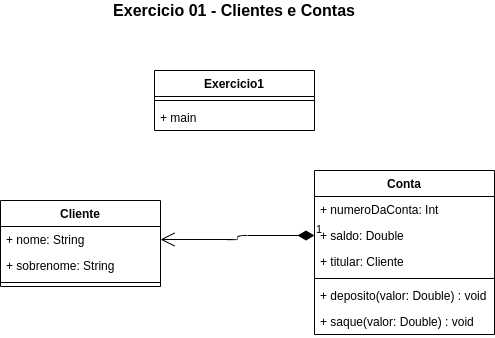 Exercicio 01 - Clientes e Contas
Exercicio1
+ main
Cliente
+ nome: String
+ sobrenome: String
1
Conta
+ numeroDaConta: Int
+ saldo: Double
+ titular: Cliente
+ deposito(valor: Double) : void
+ saque(valor: Double) : void